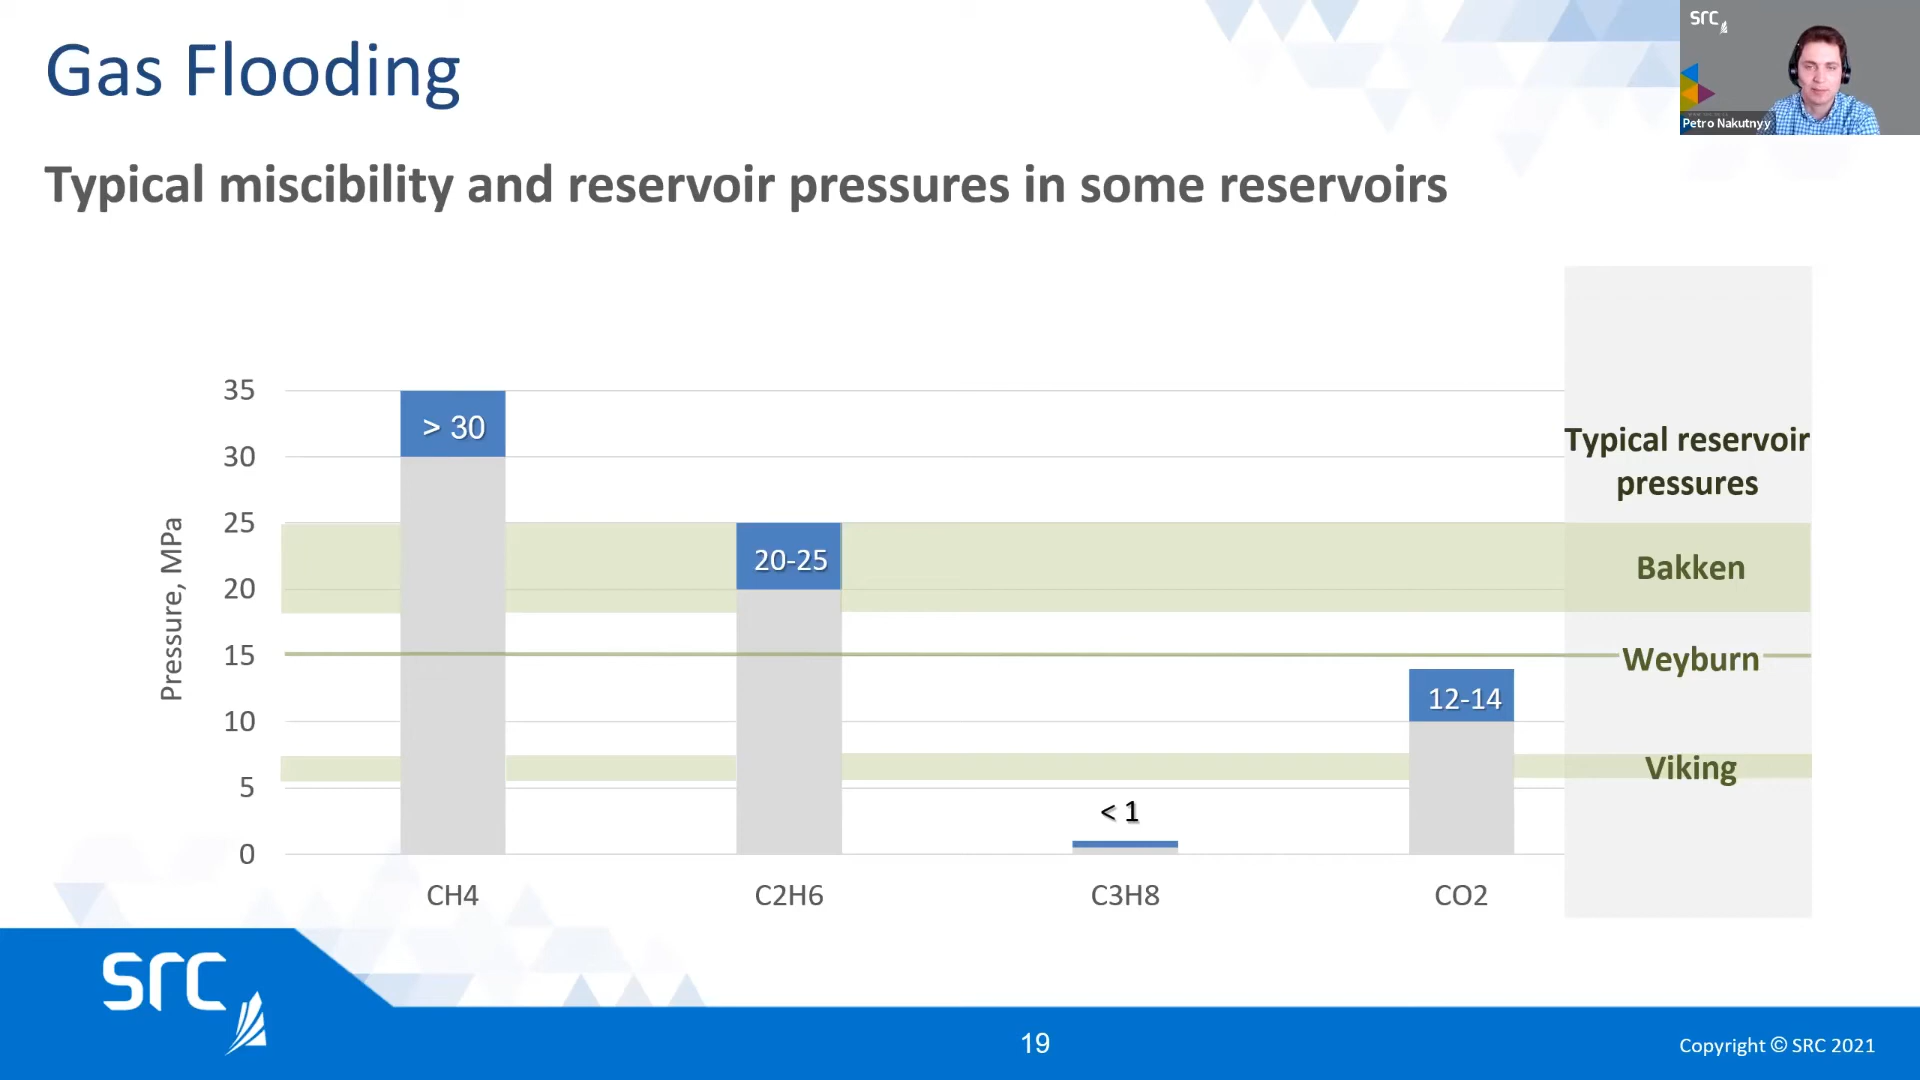 Gas Flooding
src
Petro Nakutnyy
Typical miscibility and reservoir pressures in some reservoirs
Pressure, MPa
35
30
25
20
15
10
5
0
> 30
20-25
< 1
12-14
CH4
C2H6
C3H8
CO2
Typical reservoir
pressures
Bakken
Weyburn
Viking
src
19
Copyright © SRC 2021